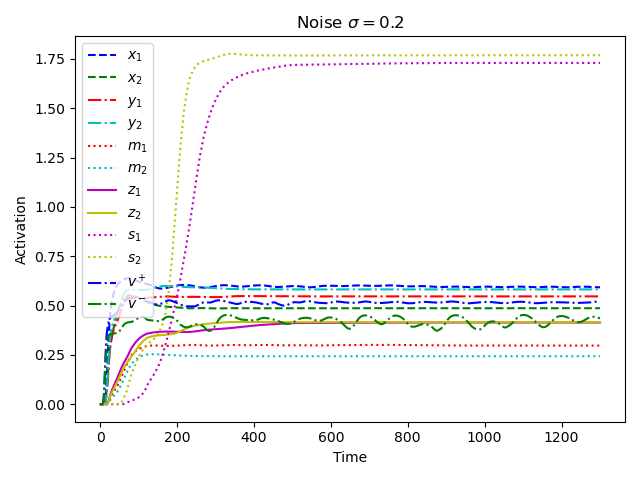 Noise σ = 0.2
Activation
1.75
1.50
1.25
1.00
0.75
0.50
0.25
0.00
x₁
x₂
y₁
y₂
m₁
m₂
z₁
z₂
s₁
s₂
v⁺
v⁻
0 200 400 600 800 1000 1200
Time